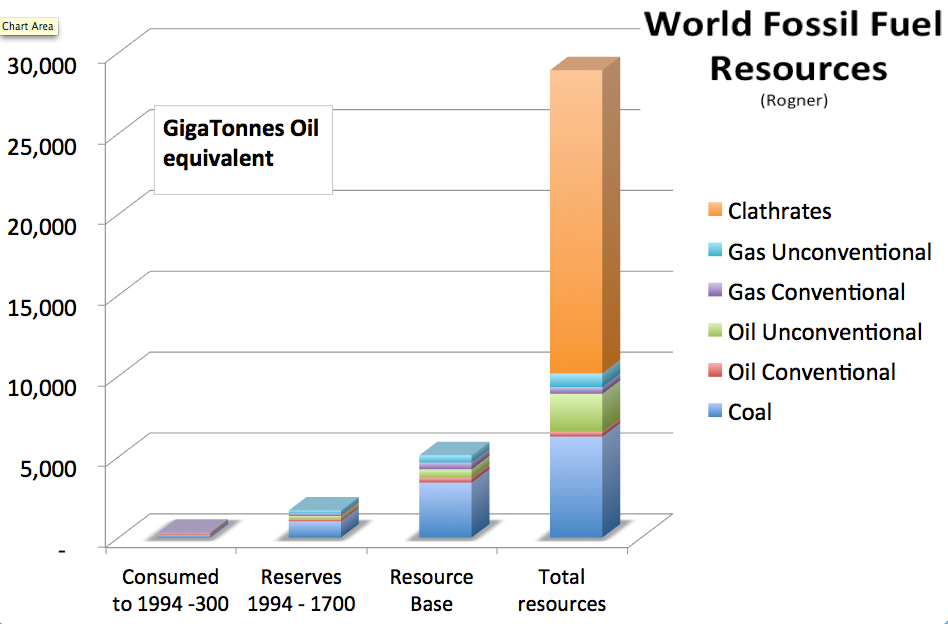 Chart Area
World Fossil Fuel
Resources
(Rogner)
GigaTonnes Oil
equivalent
30,000
25,000
20,000
15,000
10,000
5,000
-
Clathrates
Gas Unconventional
Gas Conventional
Oil Unconventional
Oil Conventional
Coal
Consumed
to 1994 -300
Reserves
1994 - 1700
Resource
Base
Total
resources